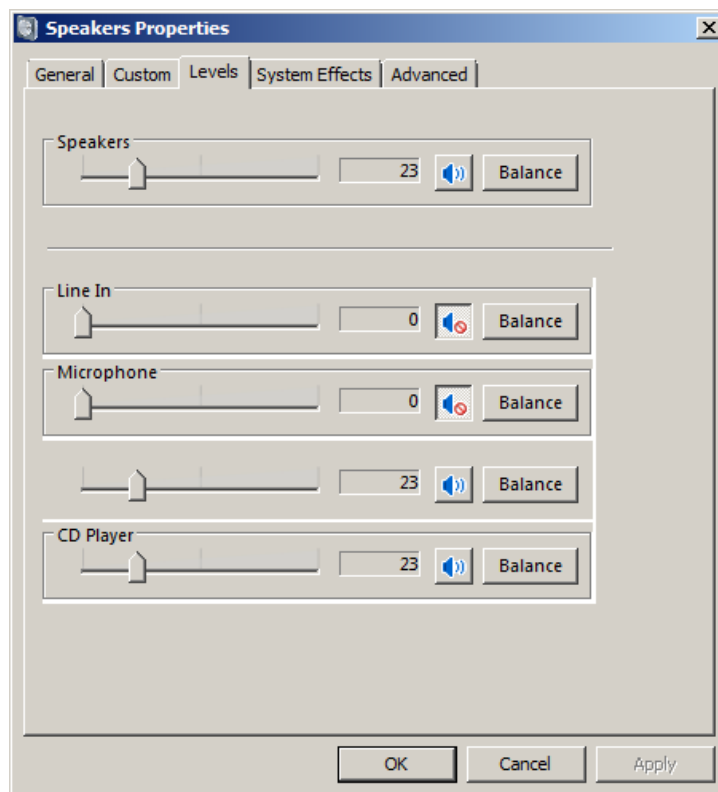 Speakers Properties
General Custom Levels System Effects Advanced
Speakers
23 Balance
Line In
0 Balance
Microphone
0 Balance
23 Balance
CD Player
23 Balance
OK Cancel Apply